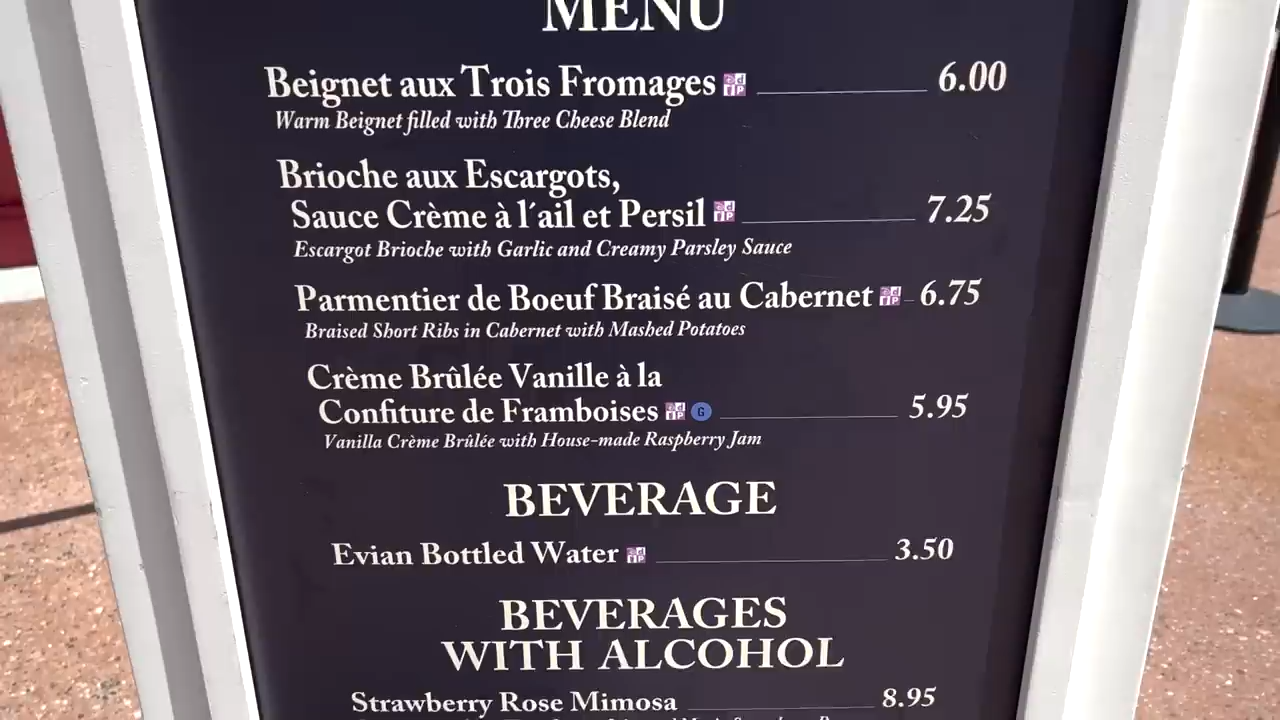 MENU
Beignet aux Trois Fromages 6.00
Warm Beignet filled with Three Cheese Blend
Brioche aux Escargots,
Sauce Crème à l´ail et Persil 7.25
Escargot Brioche with Garlic and Creamy Parsley Sauce
Parmentier de Boeuf Braisé au Cabernet 6.75
Braised Short Ribs in Cabernet with Mashed Potatoes
Crème Brûlée Vanille à la
Confiture de Framboises G 5.95
Vanilla Crème Brûlée with House-made Raspberry Jam
BEVERAGE
Evian Bottled Water 3.50
BEVERAGES
WITH ALCOHOL
Strawberry Rose Mimosa 8.95